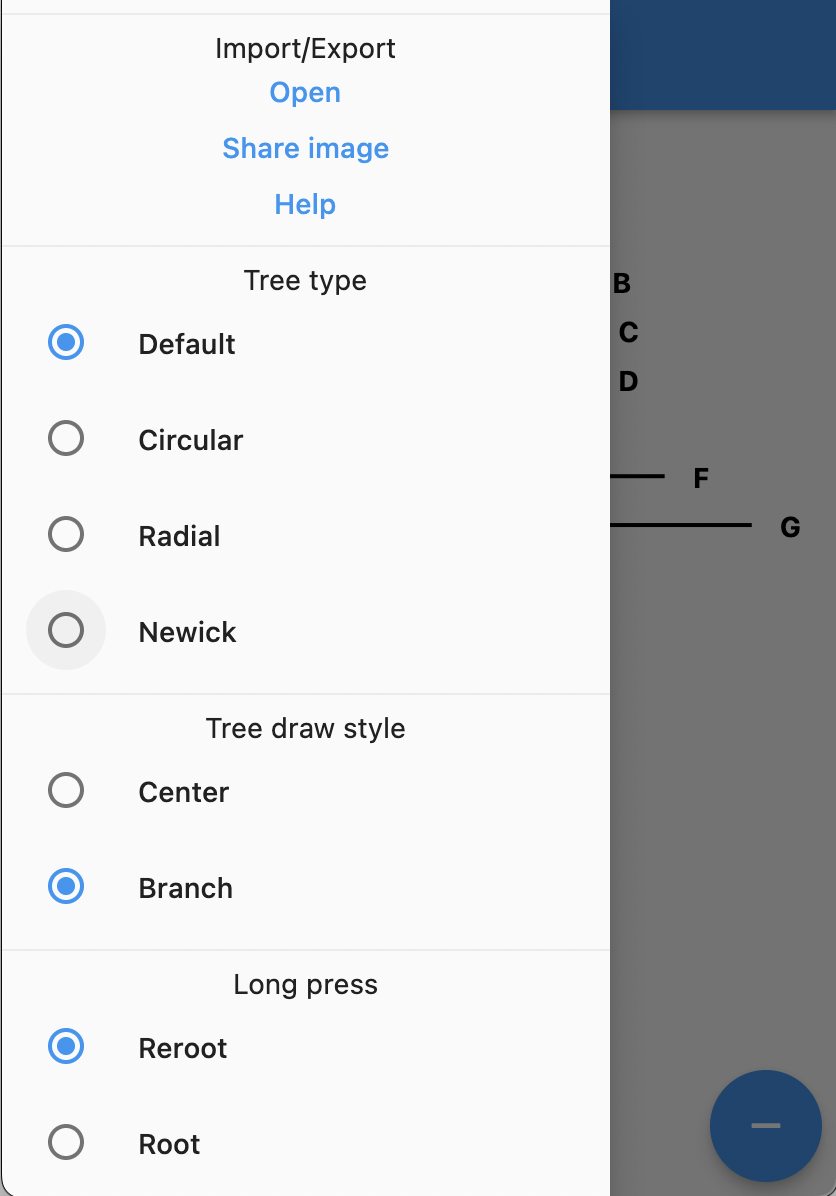 Import/Export
Open
Share image
Help
Tree type
Default
Circular
Radial
Newick
Tree draw style
Center
Branch
Long press
Reroot
Root
B
C
D
F
G